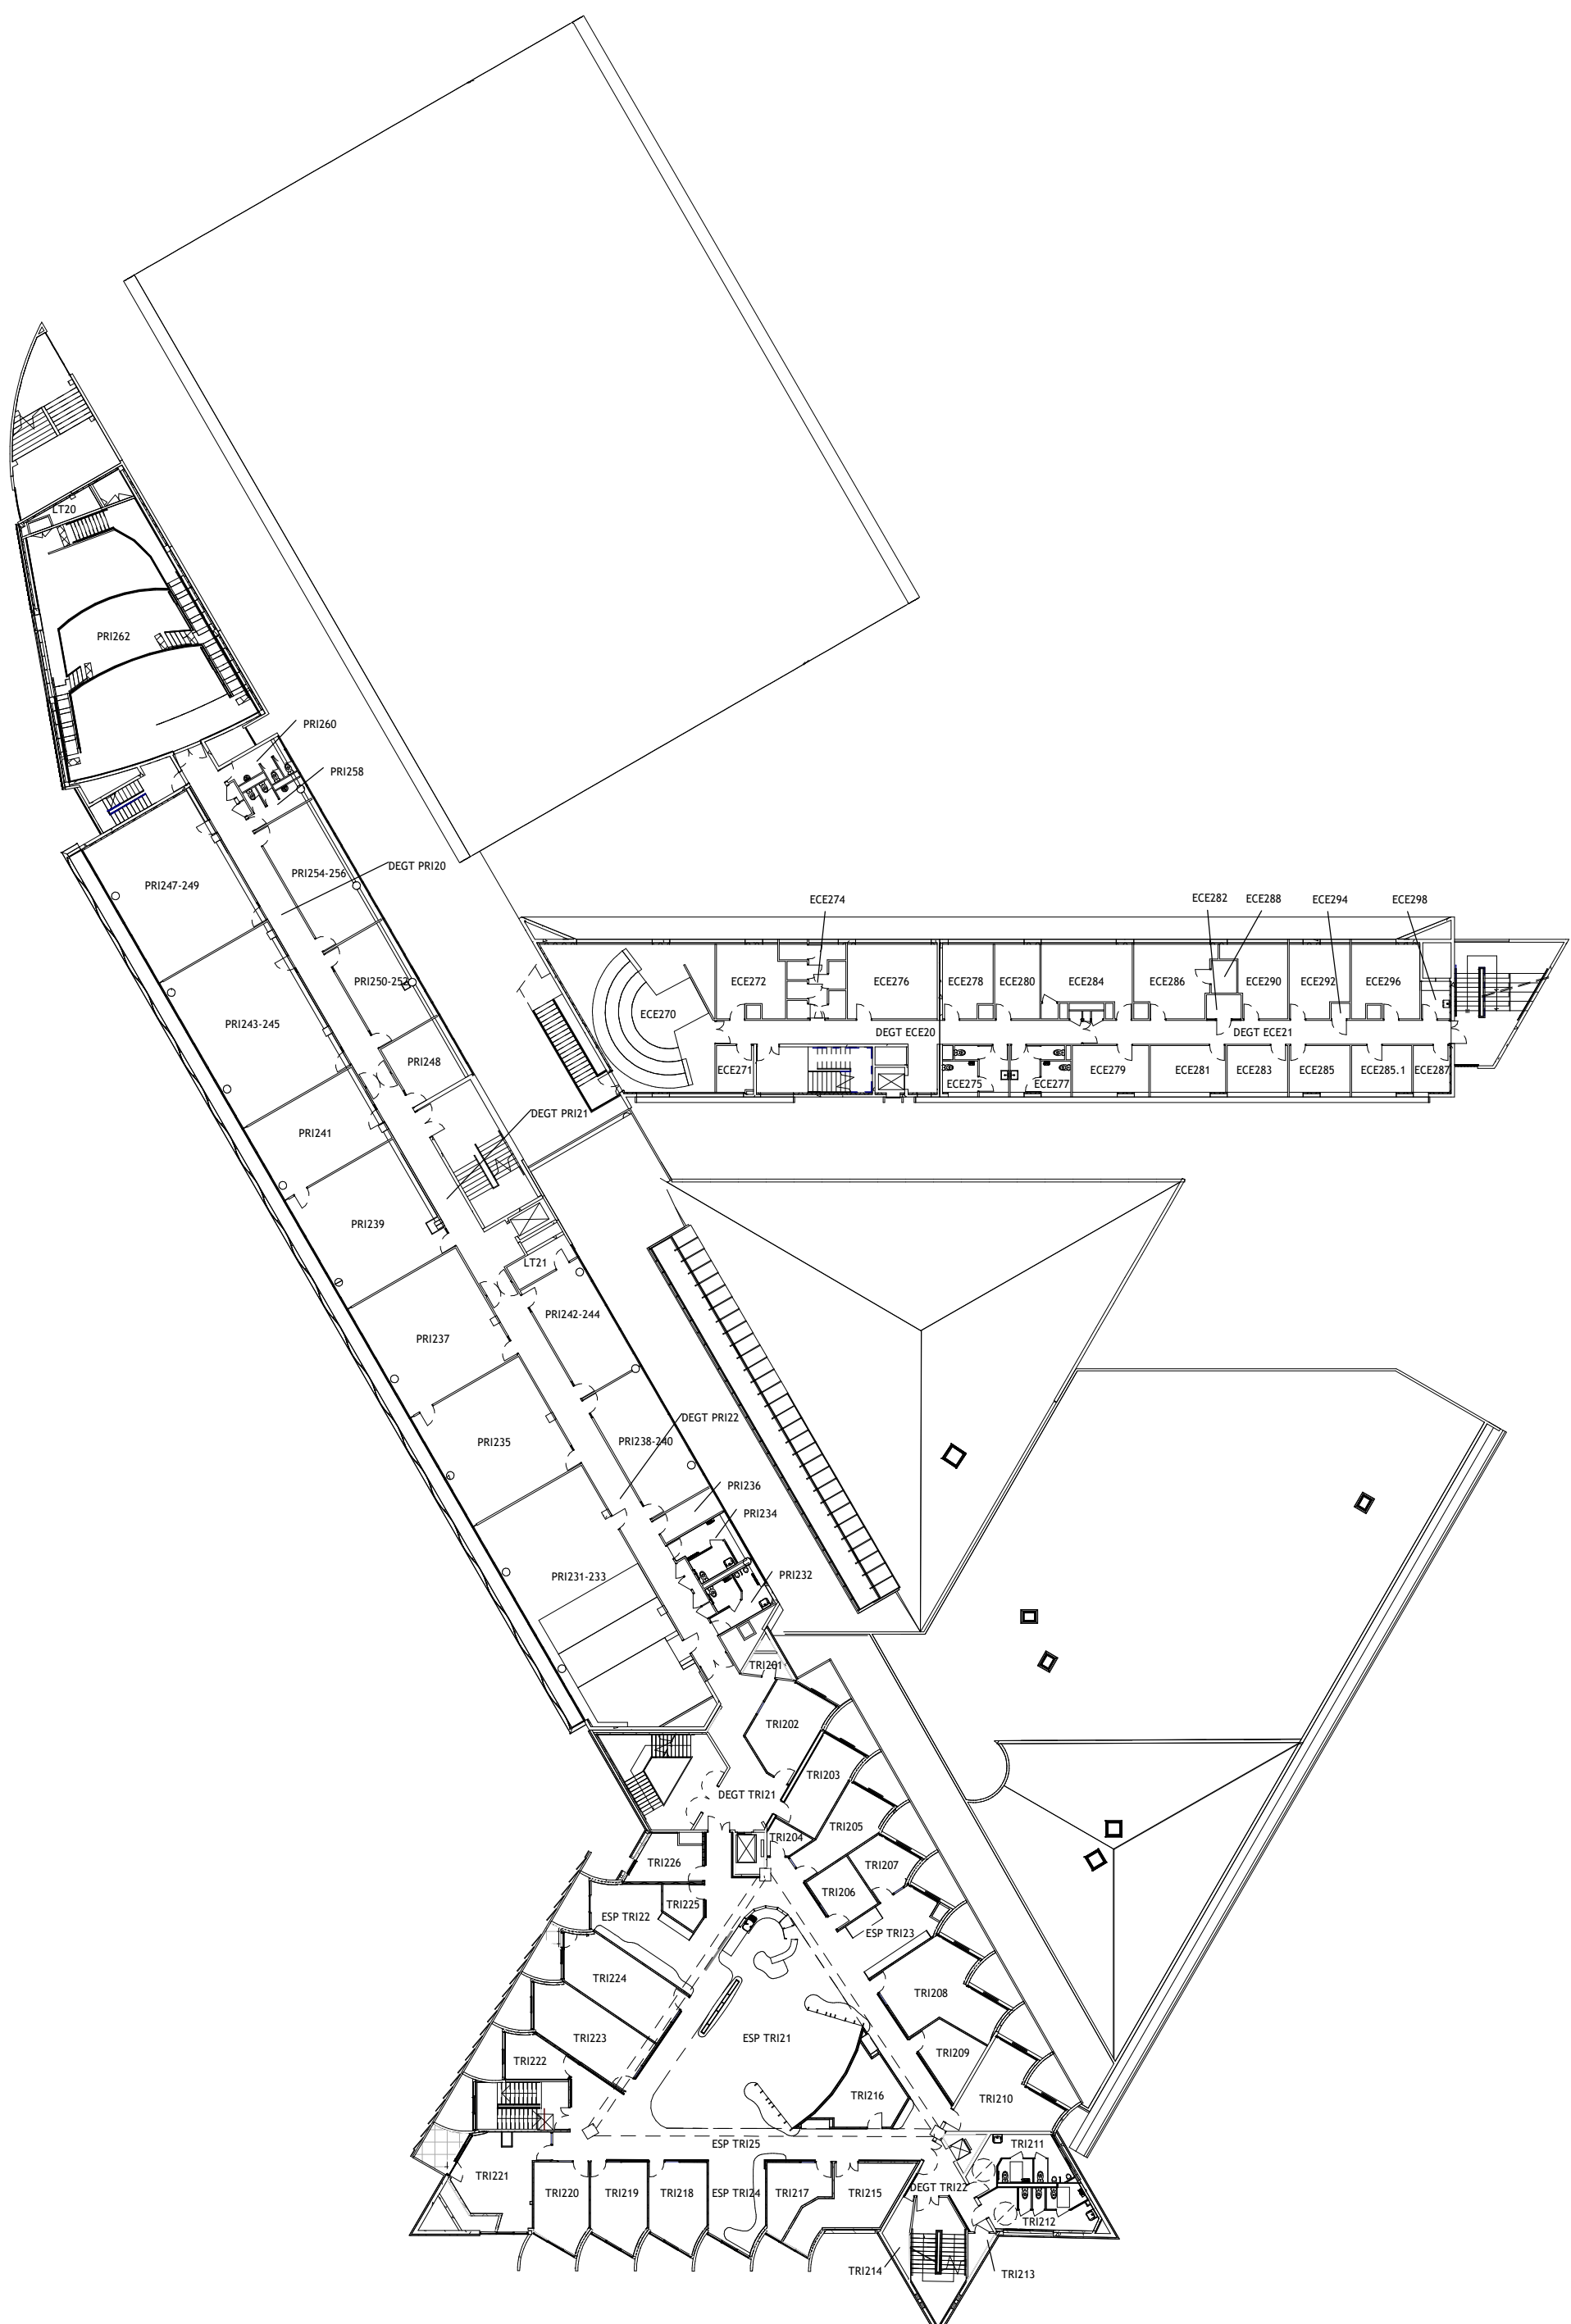 LT20
PRI262
PRI260
PRI258
PRI254-256
DEGT PRI20
PRI247-249
ECE274
ECE282
ECE288
ECE294
ECE298
PRI250-252
ECE272
ECE276
ECE278
ECE280
ECE284
ECE286
ECE290
ECE292
ECE296
ECE270
PRI243-245
DEGT ECE20
DEGT ECE21
PRI248
ECE271
ECE275
ECE277
ECE279
ECE281
ECE283
ECE285
ECE285.1
ECE287
DEGT PRI21
PRI241
PRI239
LT21
PRI242-244
PRI237
DEGT PRI22
PRI235
PRI238-240
PRI236
PRI234
PRI231-233
PRI232
TRI201
TRI202
TRI203
DEGT TRI21
TRI205
TRI204
TRI226
TRI207
TRI206
TRI225
ESP TRI22
ESP TRI23
TRI224
TRI208
TRI223
ESP TRI21
TRI209
TRI222
TRI216
TRI210
ESP TRI25
TRI211
TRI221
TRI220
TRI219
TRI218
ESP TRI24
TRI217
TRI215
DEGT TRI22
TRI212
TRI214
TRI213